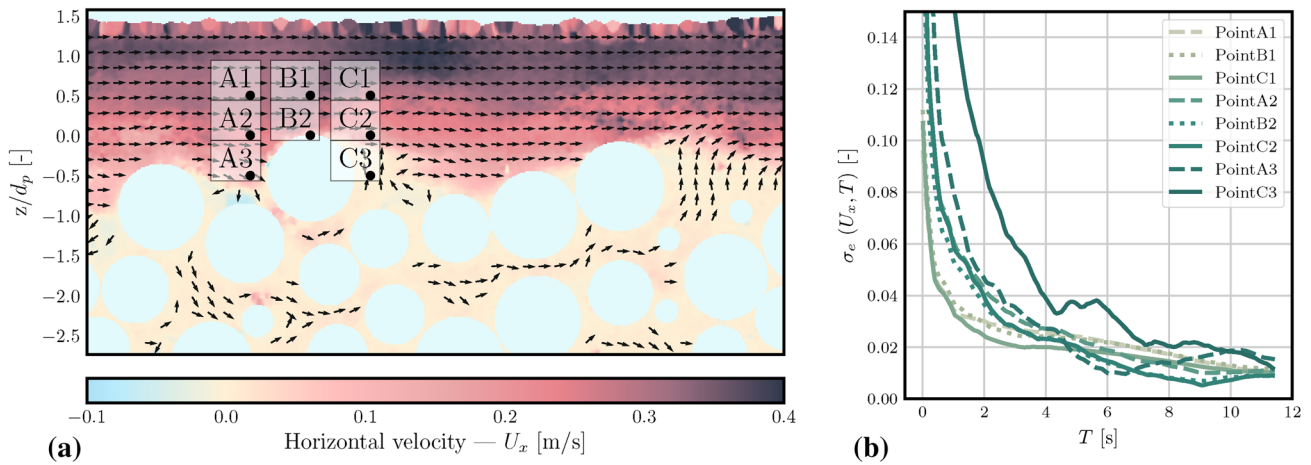 1.5
1.0
0.5
0.0
−0.5
−1.0
−1.5
−2.0
−2.5
z/d_p [-]
A1 B1 C1
A2 B2 C2
A3 C3
−0.1 0.0 0.1 0.2 0.3 0.4
Horizontal velocity — U_x [m/s]
(a)
0.14
0.12
0.10
0.08
0.06
0.04
0.02
0.00
σ_e (U_x, T) [-]
PointA1
PointB1
PointC1
PointA2
PointB2
PointC2
PointA3
PointC3
0 2 4 6 8 10 12
T [s]
(b)